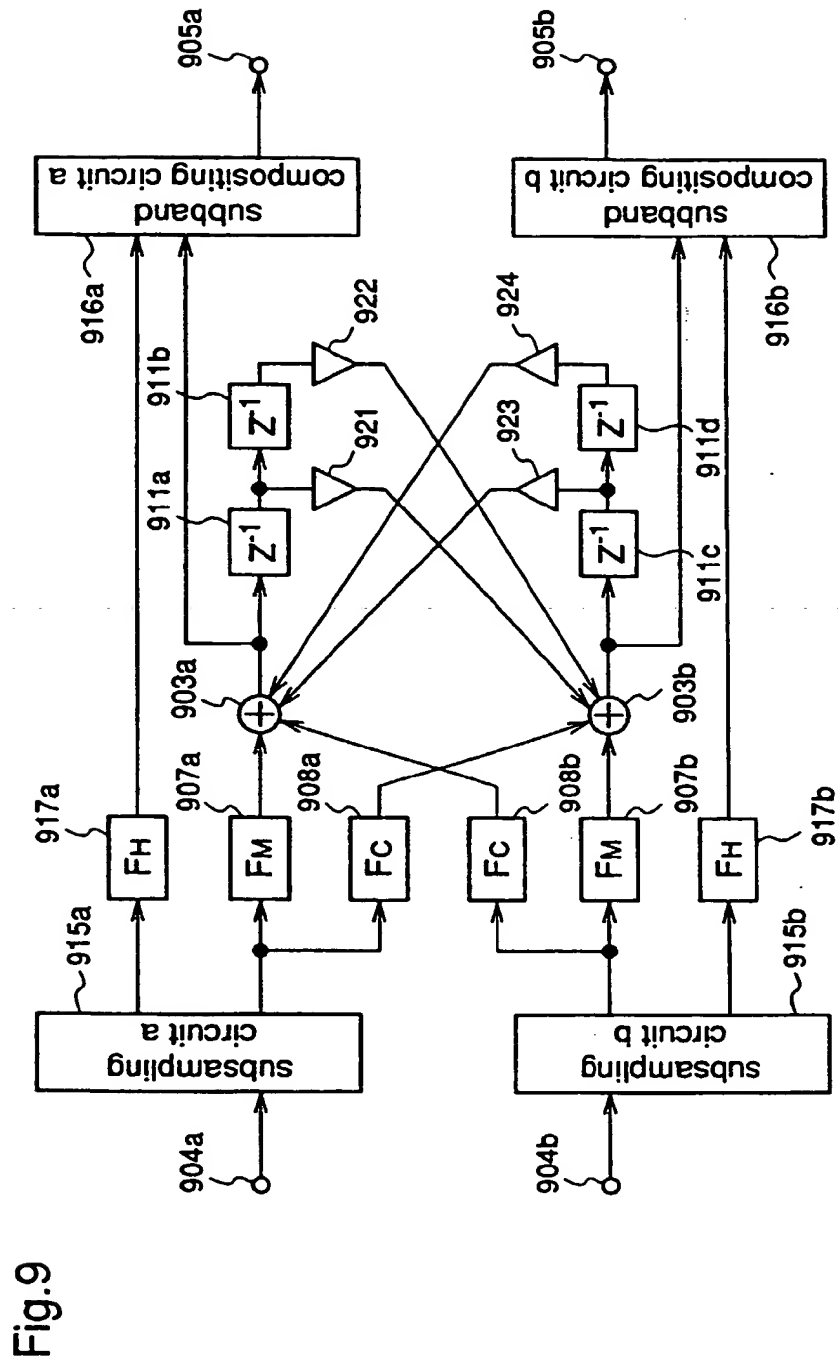 Fig.9
904a
subsampling
circuit a
915a
FH
917a
FM
907a
FC
908a
903a
911a
Z-1
911b
Z-1
921
922
916a
subband
compositing circuit a
905a
904b
subsampling
circuit b
915b
FC
908b
FM
907b
FH
917b
903b
Z-1
911c
Z-1
911d
923
924
916b
subband
compositing circuit b
905b